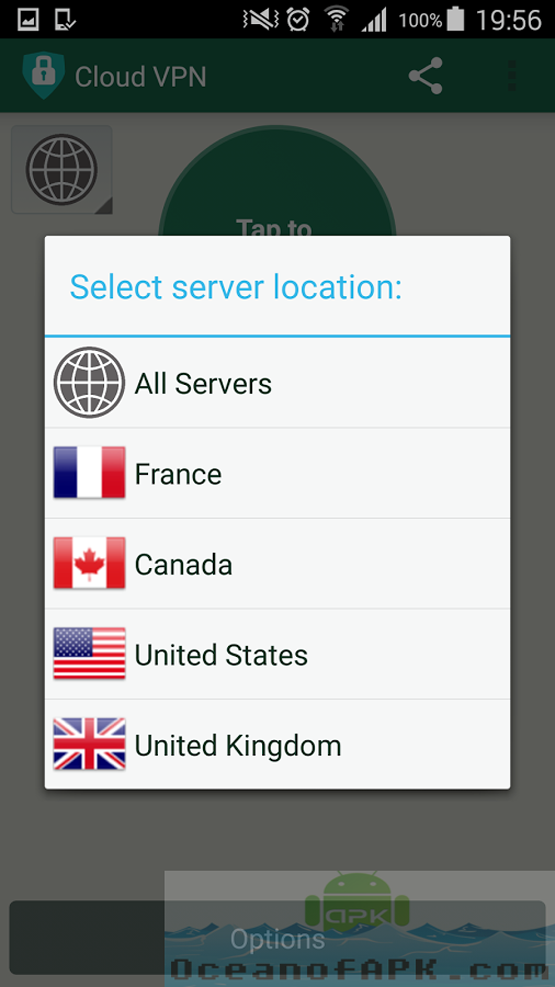 100% 19:56
Cloud VPN
Tap to
Select server location:
All Servers
France
Canada
United States
United Kingdom
Options
apk
OceanofAPK.com